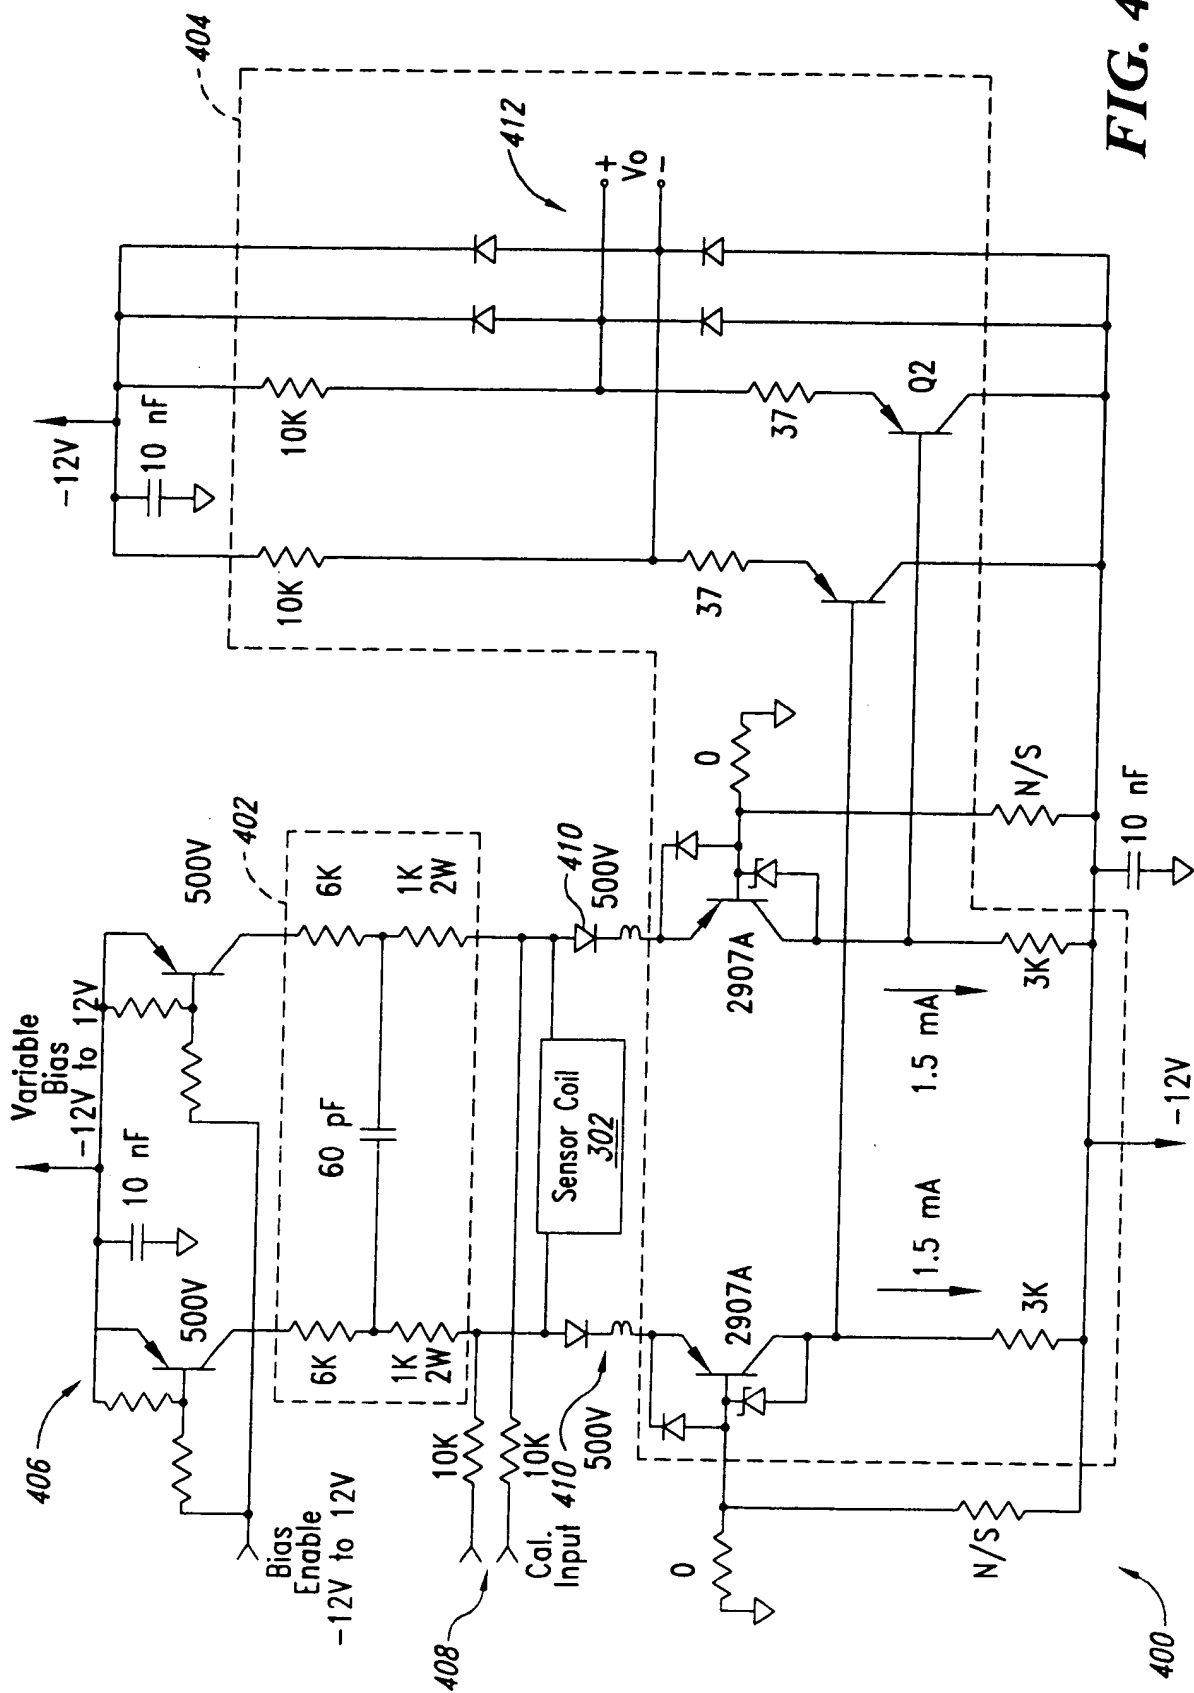 FIG. 4
404
412
-12V
10 nF
10K
10K
+
Vo
-
37
37
Q2
Variable
Bias
-12V to 12V
500V
402
10 nF
500V
406
6K
6K
60 pF
1K
2W
1K
2W
Bias
Enable
-12V to 12V
10K
10K
408
Cal.
Input
410
500V
410
500V
Sensor Coil
302
2907A
2907A
0
0
N/S
N/S
1.5 mA
1.5 mA
3K
3K
10 nF
-12V
400